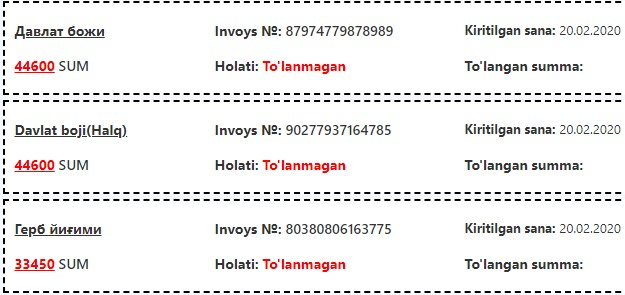 Давлат божи Invoys №: 87974779878989 Kiritilgan sana: 20.02.2020
44600 SUM Holati: To'lanmagan To'langan summa:
Davlat boji(Halq) Invoys №: 90277937164785 Kiritilgan sana: 20.02.2020
44600 SUM Holati: To'lanmagan To'langan summa:
Герб йиғими Invoys №: 80380806163775 Kiritilgan sana: 20.02.2020
33450 SUM Holati: To'lanmagan To'langan summa: